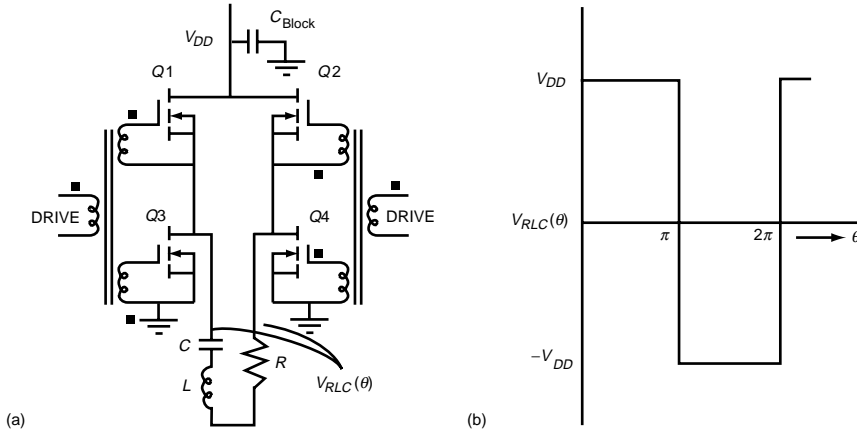 C_Block
V_DD
Q1
Q2
V_DD
DRIVE
Q3
Q4
DRIVE
V_RLC(θ)
π
2π
θ
C
L
R
V_RLC(θ)
−V_DD
(a)
(b)